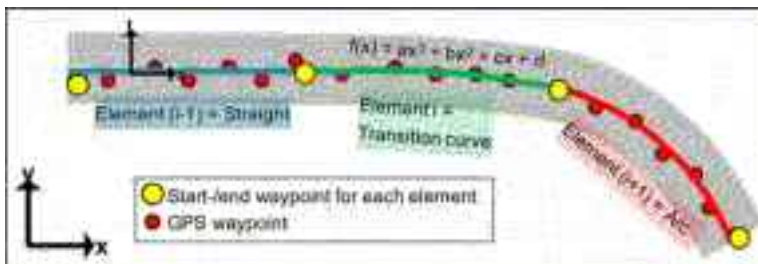 f(x) = ax³ + bx² + cx + d
Element (i-1) = Straight
Element i =
Transition curve
Element (i+1) = Arc
y
x
Start-/end waypoint for each element
GPS waypoint